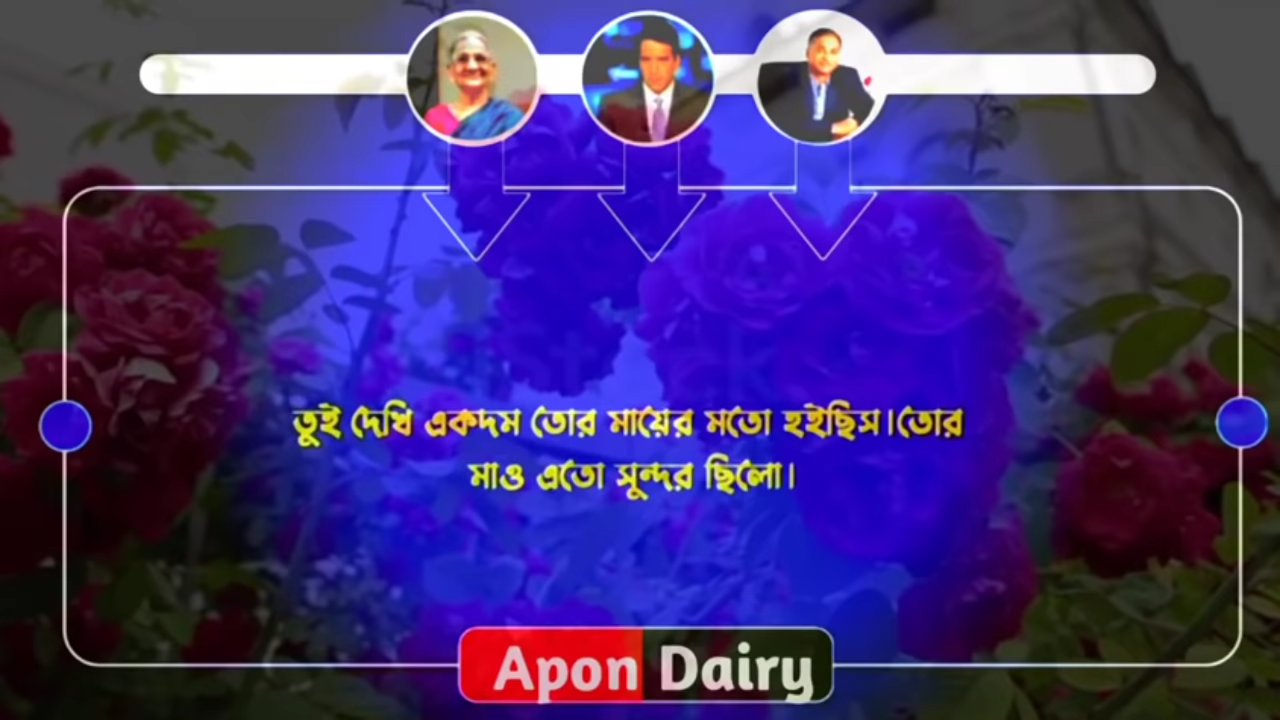 তুই দেখি একদম তোর মায়ের মতো হইছিস।তোর
মাও এতো সুন্দর ছিলো।
Apon Dairy